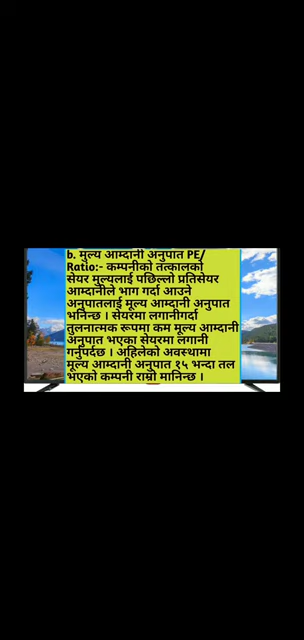 b. मुल्य आम्दानी अनुपात PE/
Ratio:- कम्पनीको तत्कालको
सेयर मुल्यलाई पछिल्लो प्रतिसेयर
आम्दानीले भाग गर्दा आउने
अनुपातलाई मूल्य आम्दानी अनुपात
भनिन्छ । सेयरमा लगानीगर्दा
तुलनात्मक रूपमा कम मूल्य आम्दानी
अनुपात भएका सेयरमा लगानी
गर्नुपर्दछ । अहिलेको अवस्थामा
मूल्य आम्दानी अनुपात १५ भन्दा तल
भएको कम्पनी राम्रो मानिन्छ ।